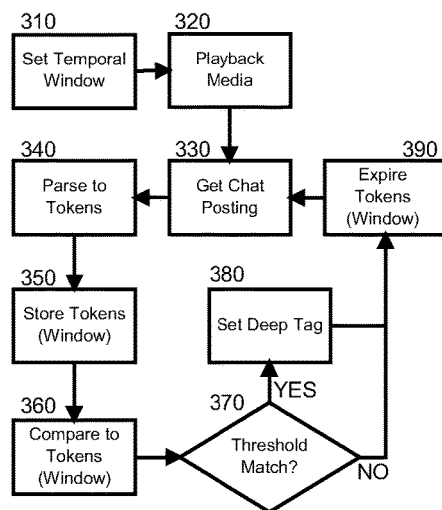 310
Set Temporal
Window
320
Playback
Media
340
Parse to
Tokens
330
Get Chat
Posting
390
Expire
Tokens
(Window)
350
Store Tokens
(Window)
380
Set Deep Tag
360
Compare to
Tokens
(Window)
370
Threshold
Match?
YES
NO